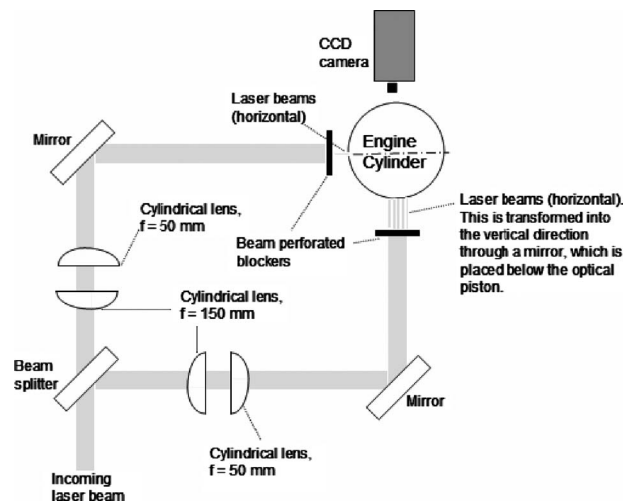 CCD
camera
Laser beams
(horizontal)
Mirror
Engine
Cylinder
Cylindrical lens,
f = 50 mm
Beam perforated
blockers
Laser beams (horizontal).
This is transformed into
the vertical direction
through a mirror, which is
placed below the optical
piston.
Cylindrical lens,
f = 150 mm
Beam
splitter
Mirror
Cylindrical lens,
f = 50 mm
Incoming
laser beam